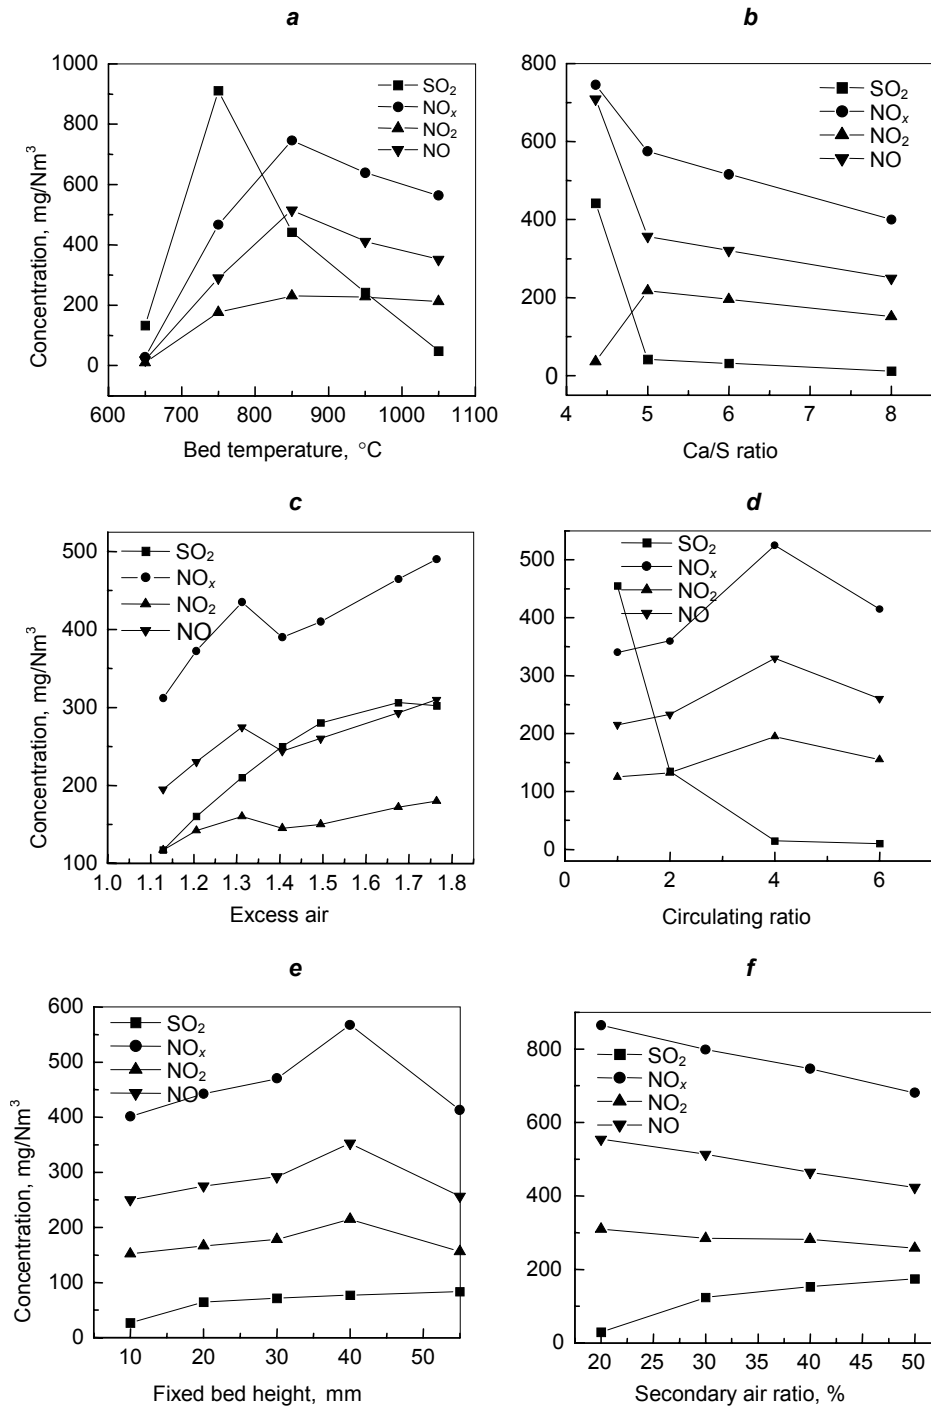 a
1000
800
600
400
200
0
Concentration, mg/Nm³
SO₂
NOₓ
NO₂
NO
600 700 800 900 1000 1100
Bed temperature, °C
b
800
600
400
200
0
SO₂
NOₓ
NO₂
NO
4 5 6 7 8
Ca/S ratio
c
500
400
300
200
100
Concentration, mg/Nm³
SO₂
NOₓ
NO₂
NO
1.0 1.1 1.2 1.3 1.4 1.5 1.6 1.7 1.8
Excess air
d
500
400
300
200
100
0
SO₂
NOₓ
NO₂
NO
0 2 4 6
Circulating ratio
e
600
500
400
300
200
100
0
Concentration, mg/Nm³
SO₂
NOₓ
NO₂
NO
10 20 30 40 50
Fixed bed height, mm
f
800
600
400
200
0
SO₂
NOₓ
NO₂
NO
20 25 30 35 40 45 50
Secondary air ratio, %